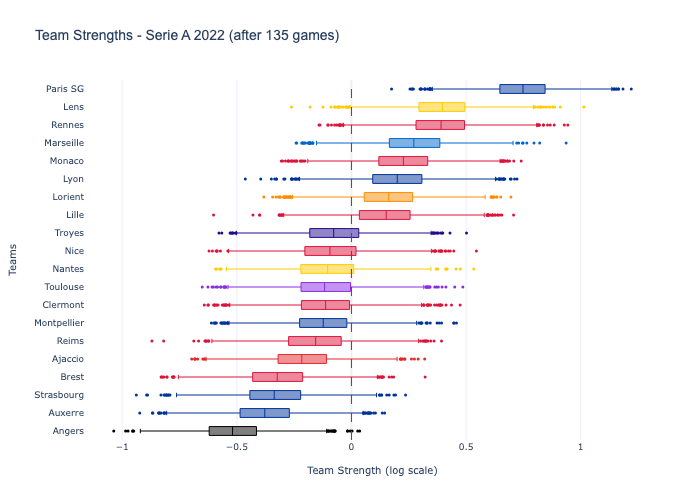 Team Strengths - Serie A 2022 (after 135 games)
Paris SG
Lens
Rennes
Marseille
Monaco
Lyon
Lorient
Lille
Troyes
Nice
Nantes
Toulouse
Clermont
Montpellier
Reims
Ajaccio
Brest
Strasbourg
Auxerre
Angers
Teams
−1
−0.5
0
0.5
1
Team Strength (log scale)